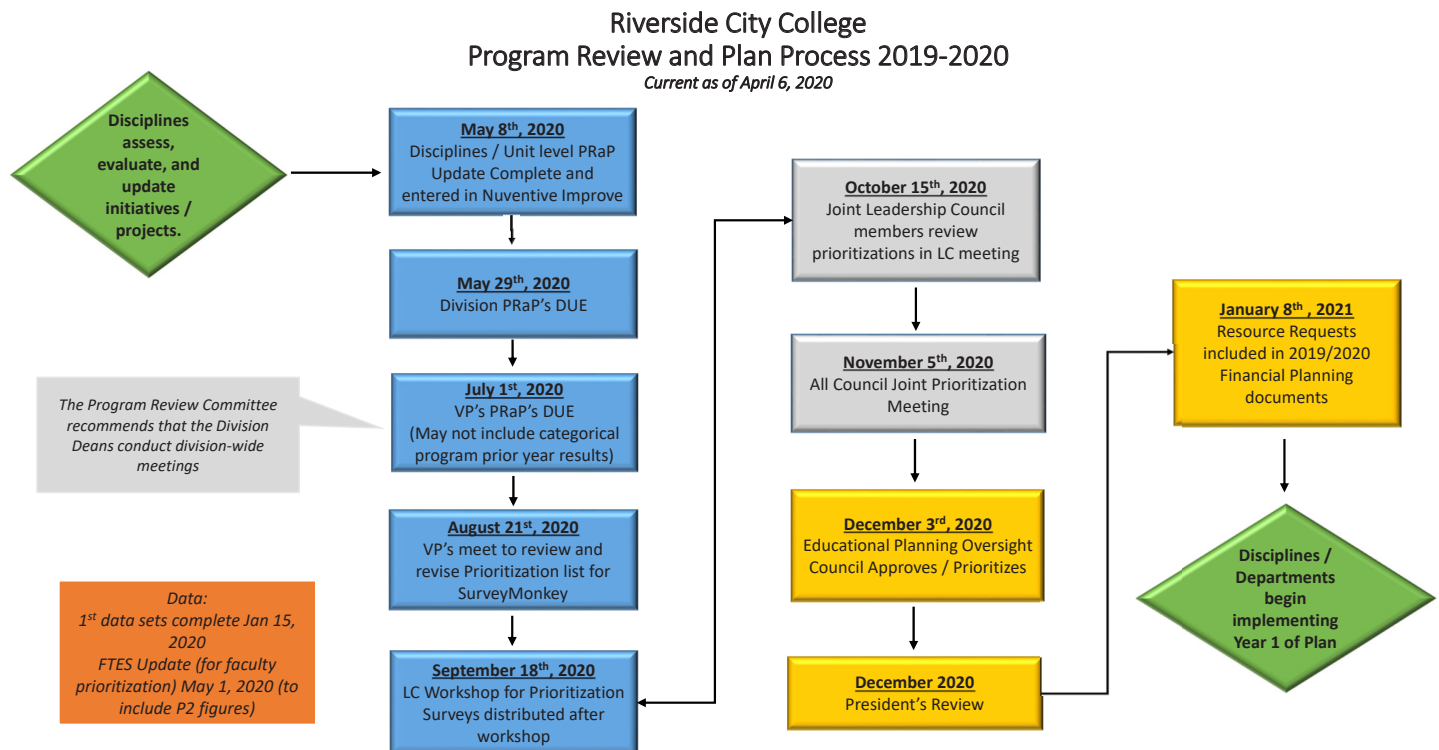 Riverside City College
Program Review and Plan Process 2019-2020
Current as of April 6, 2020
Disciplines
assess,
evaluate, and
update
initiatives /
projects.
May 8th, 2020
Disciplines / Unit level PRaP
Update Complete and
entered in Nuventive Improve
May 29th, 2020
Division PRaP's DUE
July 1st, 2020
VP's PRaP's DUE
(May not include categorical
program prior year results)
The Program Review Committee
recommends that the Division
Deans conduct division-wide
meetings
August 21st, 2020
VP's meet to review and
revise Prioritization list for
SurveyMonkey
Data:
1st data sets complete Jan 15,
2020
FTES Update (for faculty
prioritization) May 1, 2020 (to
include P2 figures)
September 18th, 2020
LC Workshop for Prioritization
Surveys distributed after
workshop
October 15th, 2020
Joint Leadership Council
members review
prioritizations in LC meeting
November 5th, 2020
All Council Joint Prioritization
Meeting
December 3rd, 2020
Educational Planning Oversight
Council Approves / Prioritizes
December 2020
President's Review
January 8th , 2021
Resource Requests
included in 2019/2020
Financial Planning
documents
Disciplines /
Departments
begin
implementing
Year 1 of Plan